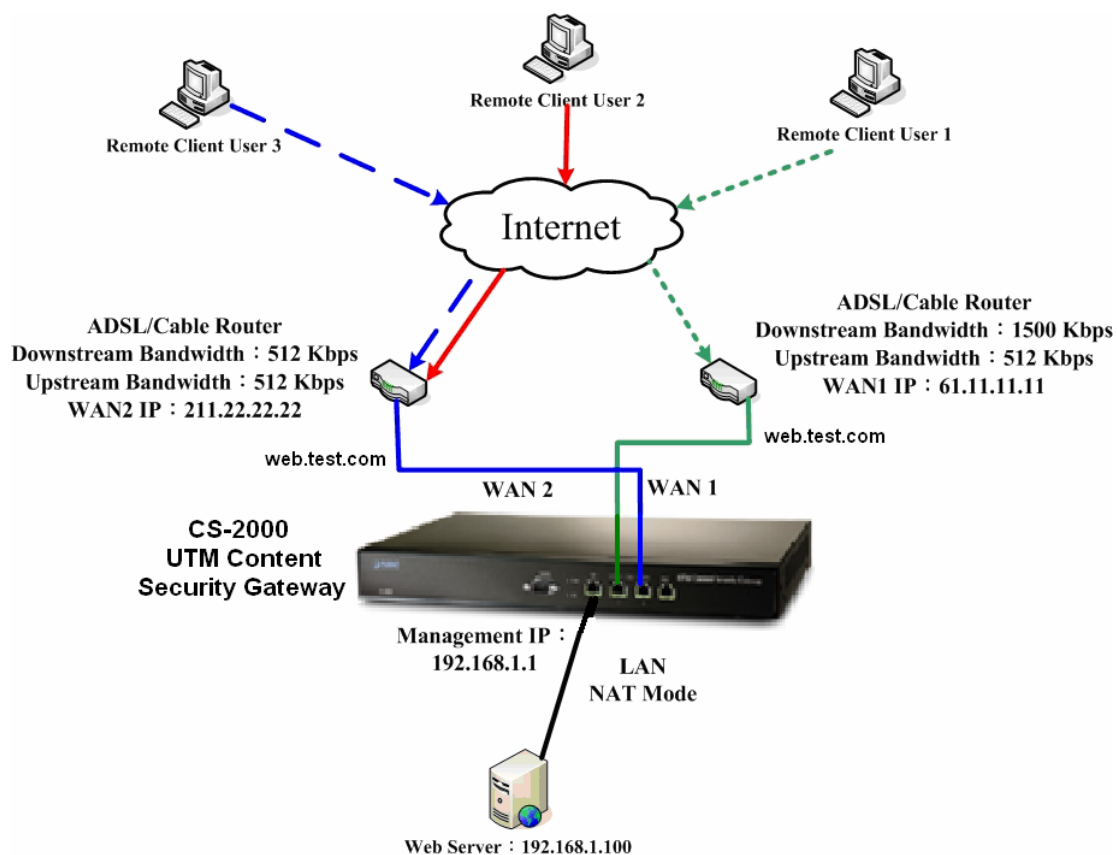 Remote Client User 2
Remote Client User 3
Remote Client User 1
Internet
ADSL/Cable Router
Downstream Bandwidth：512 Kbps
Upstream Bandwidth：512 Kbps
WAN2 IP：211.22.22.22
ADSL/Cable Router
Downstream Bandwidth：1500 Kbps
Upstream Bandwidth：512 Kbps
WAN1 IP：61.11.11.11
web.test.com
web.test.com
WAN 2
WAN 1
CS-2000
UTM Content
Security Gateway
Management IP：
192.168.1.1
LAN
NAT Mode
Web Server：192.168.1.100